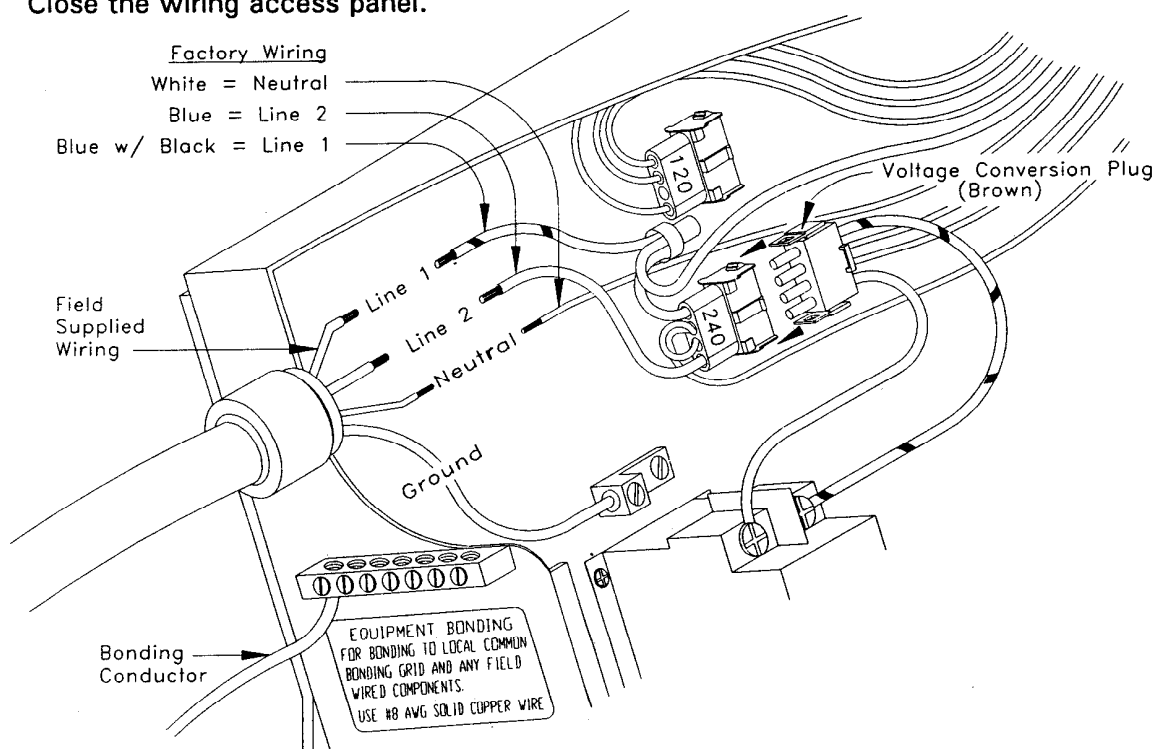 Close the wiring access panel.
Factory Wiring
White = Neutral
Blue = Line 2
Blue w/ Black = Line 1
120
Voltage Conversion Plug
(Brown)
Line 1
Field
Supplied
Wiring
Line 2
240
Neutral
Ground
Bonding
Conductor
EQUIPMENT BONDING
FOR BONDING TO LOCAL COMMUN
BONDING GRID AND ANY FIELD
WIRED COMPONENTS.
USE #8 AWG SOLID COPPER WIRE